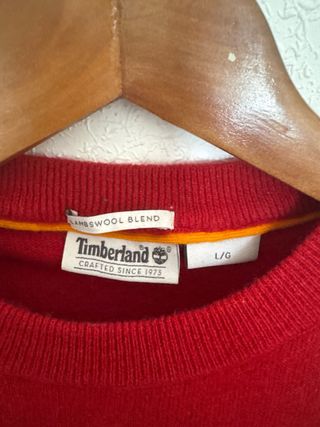 LAMBSWOOL BLEND
Timberland
CRAFTED SINCE 1973
L/G